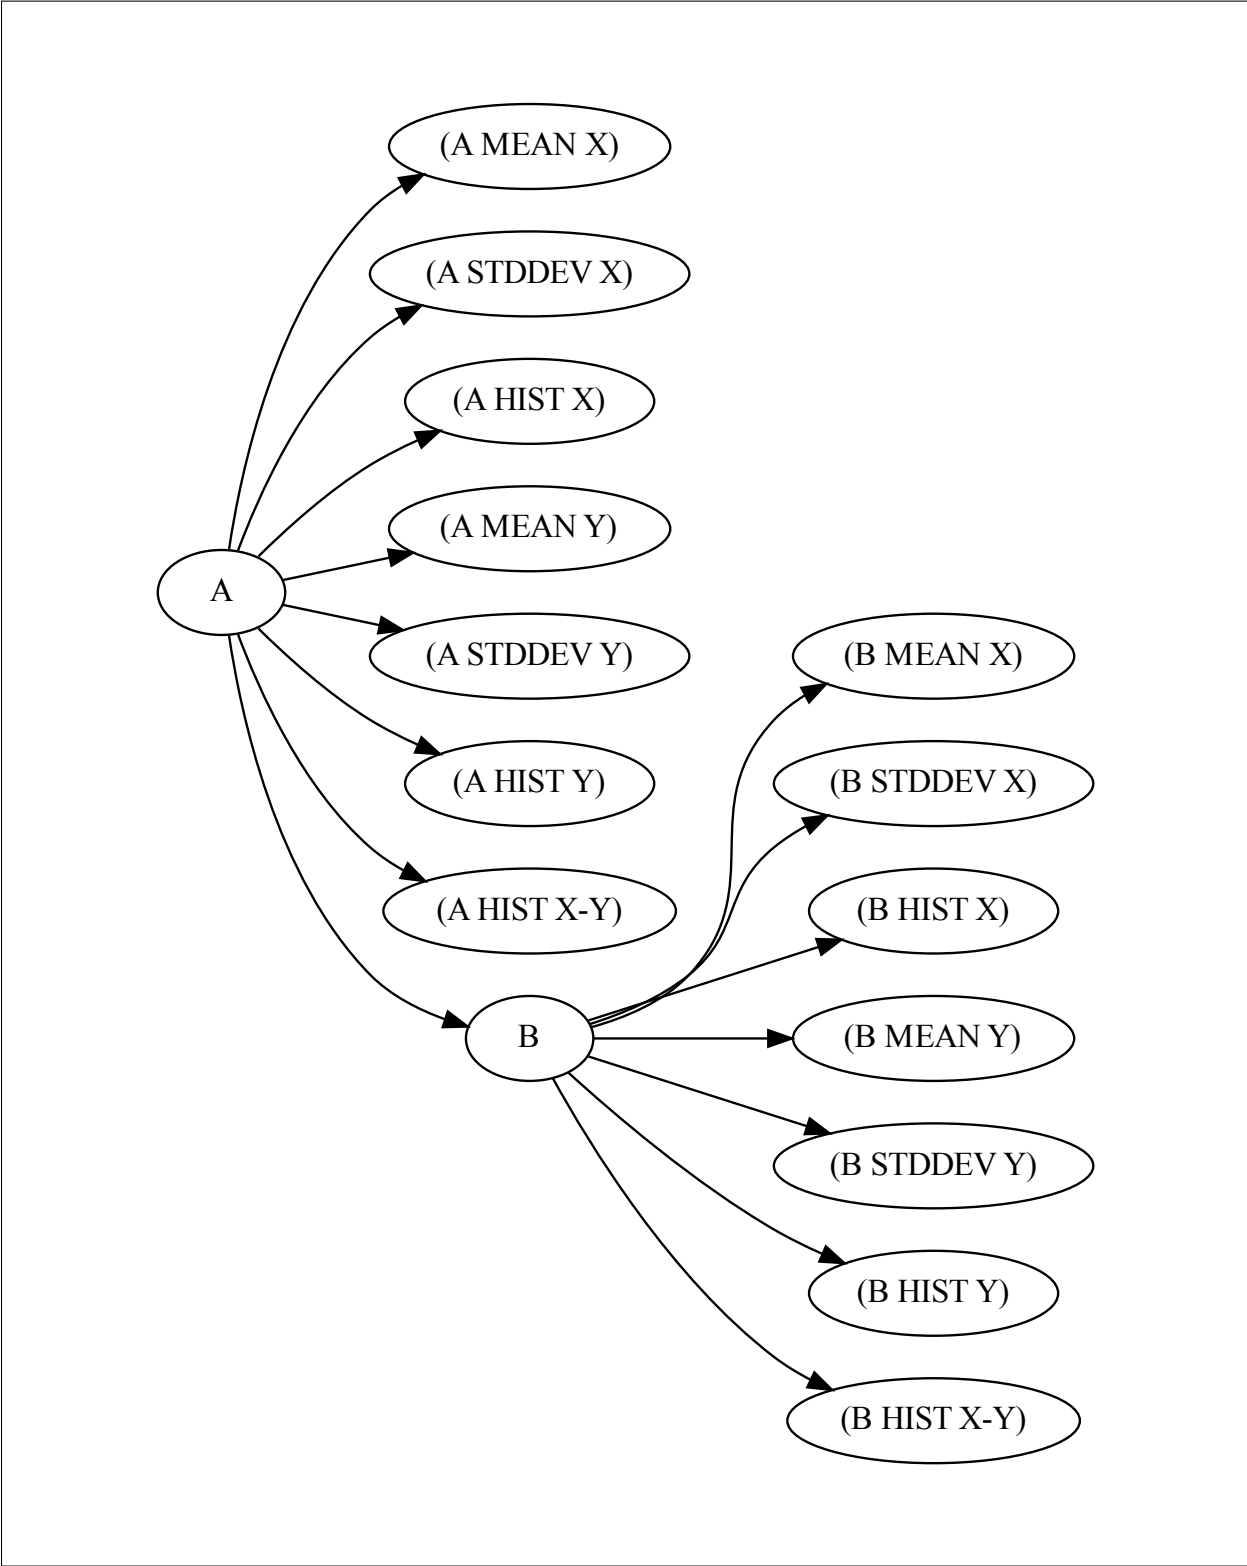 (A MEAN X)
(A STDDEV X)
(A HIST X)
(A MEAN Y)
A
(A STDDEV Y)
(B MEAN X)
(A HIST Y)
(B STDDEV X)
(A HIST X-Y)
(B HIST X)
B
(B MEAN Y)
(B STDDEV Y)
(B HIST Y)
(B HIST X-Y)